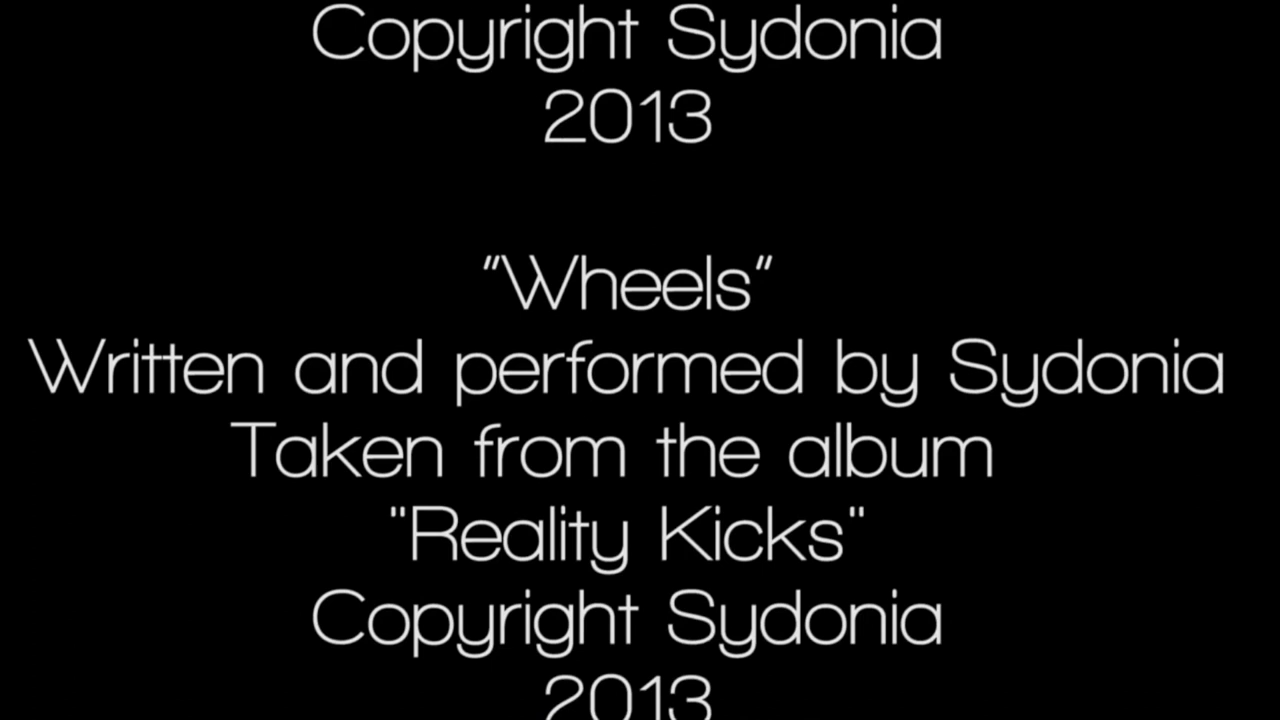 Copyright Sydonia
2013
"Wheels"
Written and performed by Sydonia
Taken from the album
"Reality Kicks"
Copyright Sydonia
2013